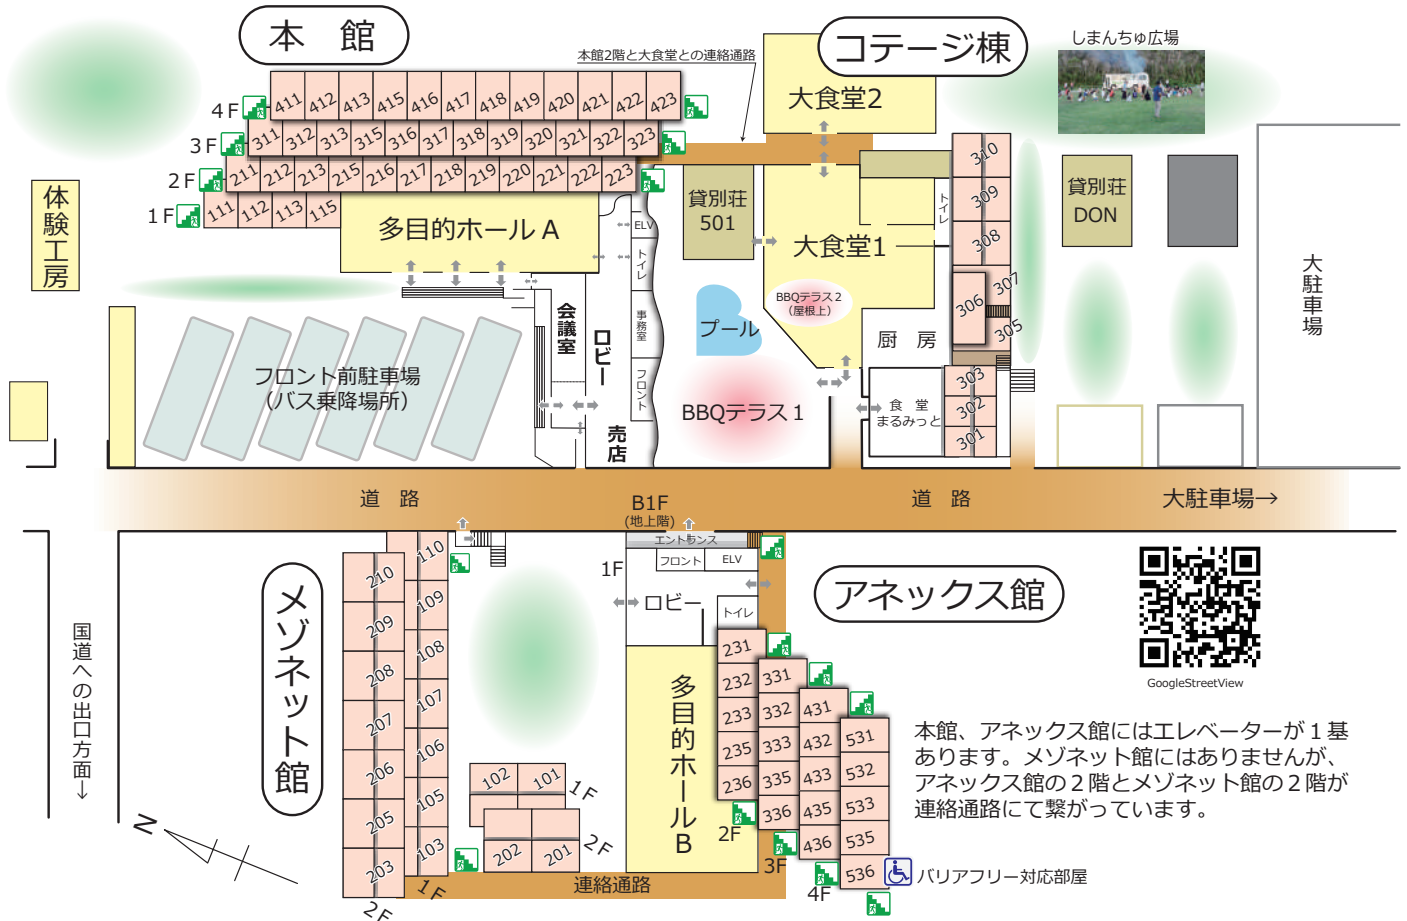 本 館
本館2階と大食堂との連絡通路
コテージ棟
しまんちゅ広場
大食堂2
4F
411 412 413 415 416 417 418 419 420 421 422 423
3F
311 312 313 315 316 317 318 319 320 321 322 323
2F
211 212 213 215 216 217 218 219 220 221 222 223
1F
111 112 113 115
多目的ホール A
体験工房
ELV
トイレ
事務室
フロント
会議室
ロビー
売店
フロント前駐車場
(バス乗降場所)
貸別荘
501
大食堂1
トイレ
BBQテラス2
(屋根上)
プール
BBQテラス1
厨 房
食 堂
まるみっと
310
309
308
307
306
305
303
302
301
貸別荘
DON
大駐車場
道 路
B1F
(地上階)
道 路
大駐車場→
国道への出口方面→
メゾネット館
210
209
208
207
206
205
203
2F
110
109
108
107
106
105
103
1F
102 101
1F
2F
202 201
連絡通路
エントランス
フロント
ELV
1F
ロビー
トイレ
多目的ホールB
アネックス館
231
232
233
235
236
2F
331
332
333
335
336
3F
431
432
433
435
436
4F
531
532
533
535
536
バリアフリー対応部屋
GoogleStreetView
本館、アネックス館にはエレベーターが1基
あります。メゾネット館にはありませんが、
アネックス館の2階とメゾネット館の2階が
連絡通路にて繋がっています。
N